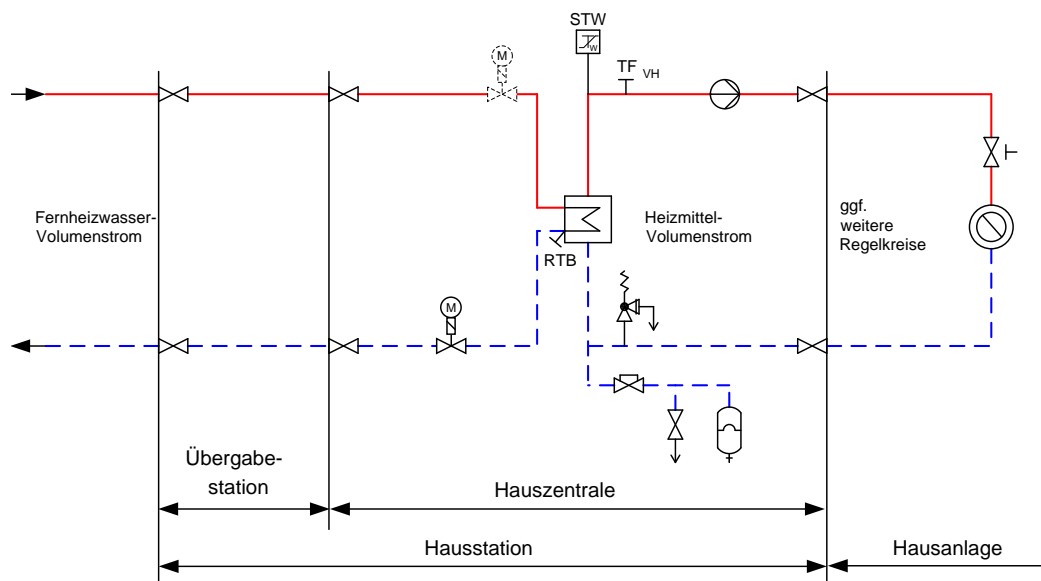 STW
M
W
TF VH
Fernheizwasser-
Volumenstrom
Heizmittel-
-Volumenstrom
ggf.
weitere
Regelkreise
RTB
M
Übergabe-
station
Hauszentrale
Hausstation
Hausanlage